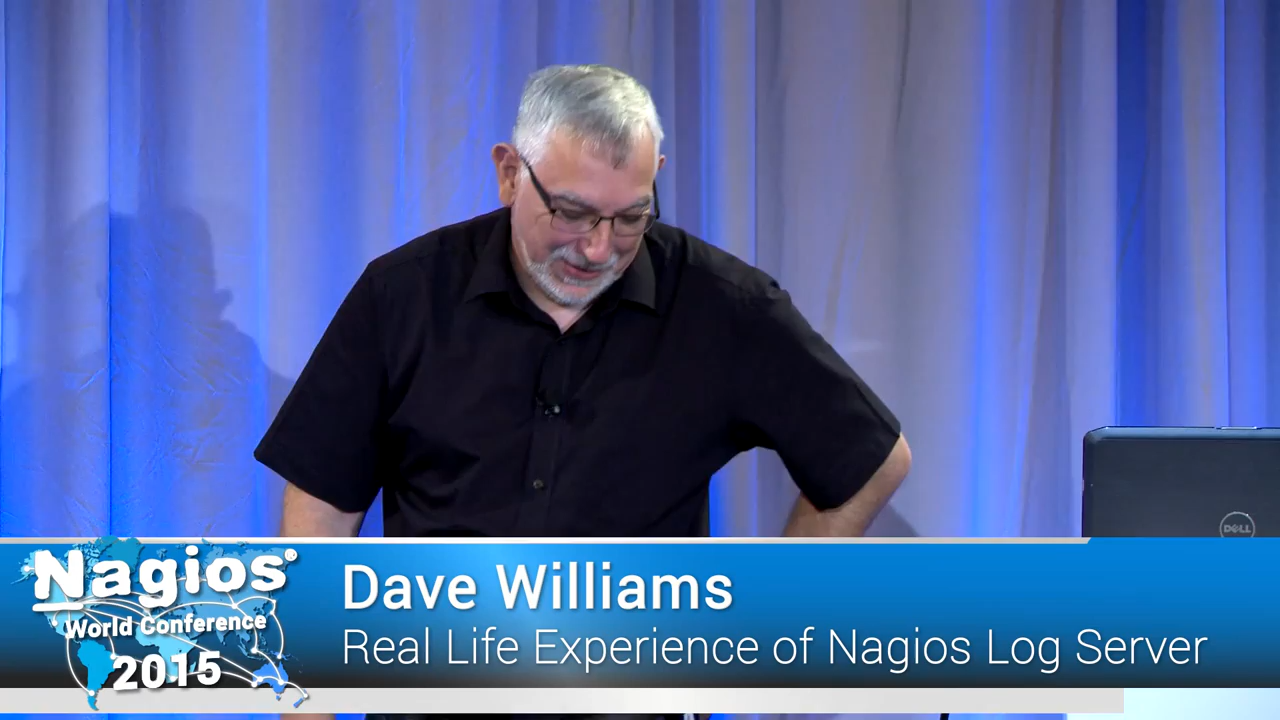 DELL
Nagios®
World Conference
2015
Dave Williams
Real Life Experience of Nagios Log Server